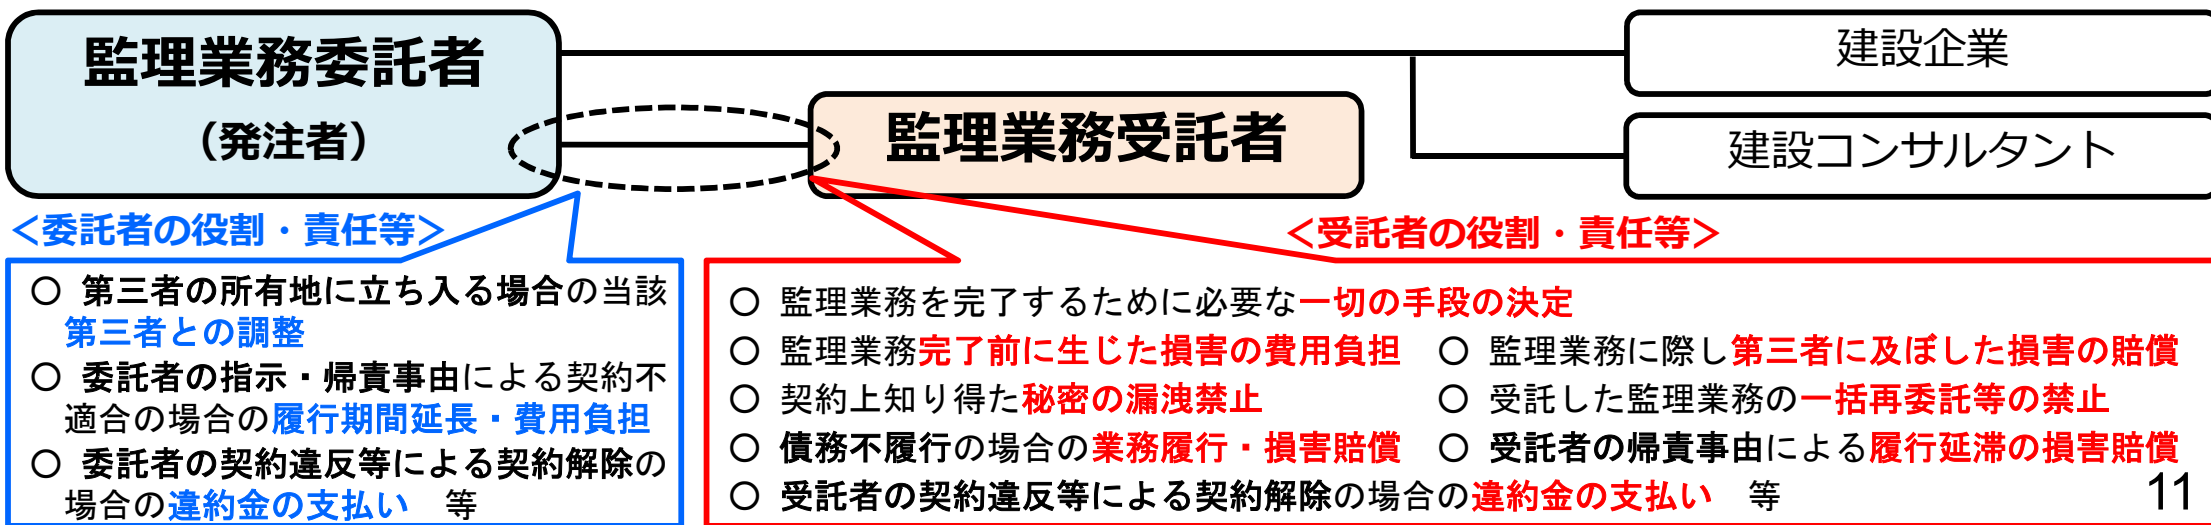 監理業務委託者
（発注者）
監理業務受託者
建設企業
建設コンサルタント
＜委託者の役割・責任等＞
○ 第三者の所有地に立ち入る場合の当該
第三者との調整
○ 委託者の指示・帰責事由による契約不
適合の場合の履行期間延長・費用負担
○ 委託者の契約違反等による契約解除の
場合の違約金の支払い　等
＜受託者の役割・責任等＞
○ 監理業務を完了するために必要な一切の手段の決定
○ 監理業務完了前に生じた損害の費用負担　○ 監理業務に際し第三者に及ぼした損害の賠償
○ 契約上知り得た秘密の漏洩禁止　○ 受託した監理業務の一括再委託等の禁止
○ 債務不履行の場合の業務履行・損害賠償　○ 受託者の帰責事由による履行延滞の損害賠償
○ 受託者の契約違反等による契約解除の場合の違約金の支払い　等
11